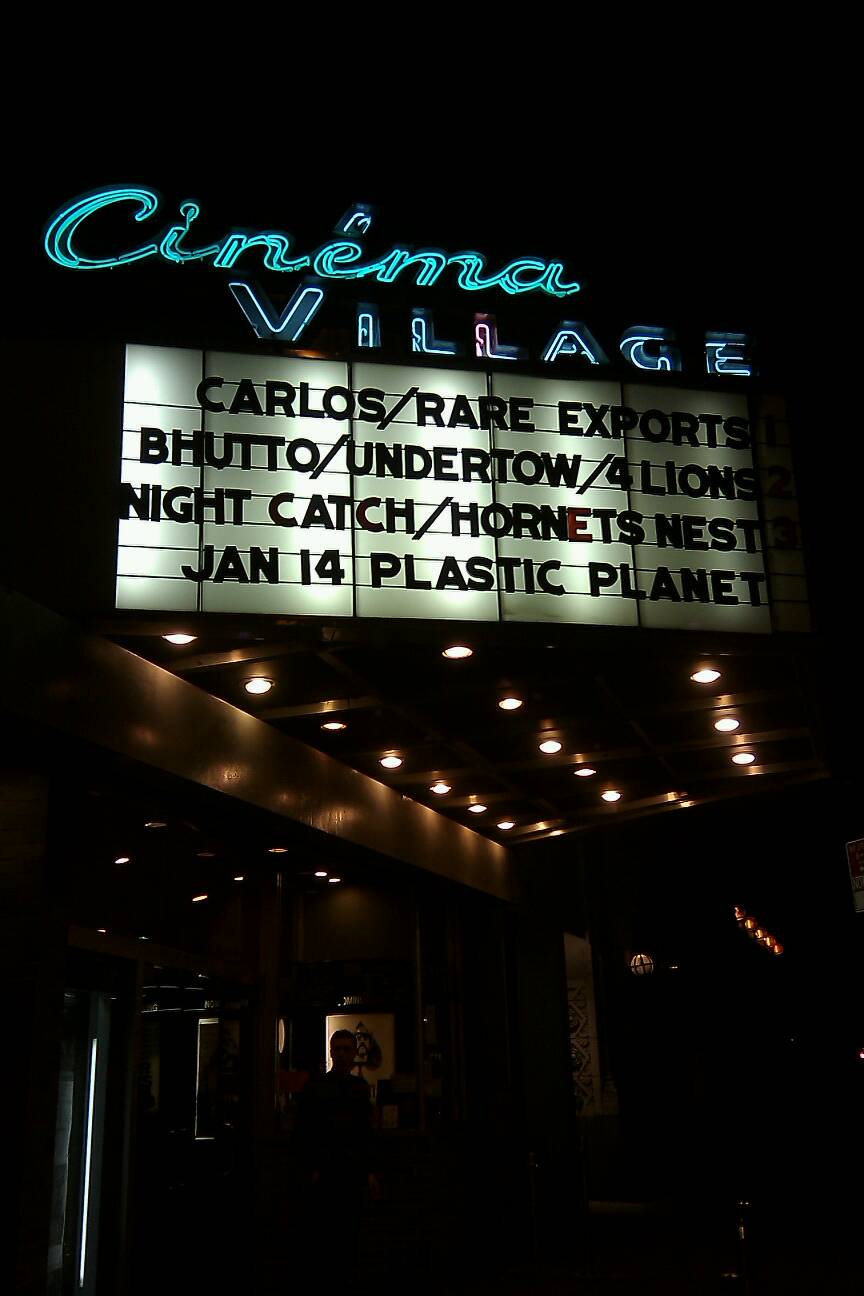 Cinéma
VILLAGE
CARLOS/RARE EXPORTS 1
BHUTTO/UNDERTOW/4 LIONS 2
NIGHT CATCH/HORNETS NEST 3
JAN 14 PLASTIC PLANET